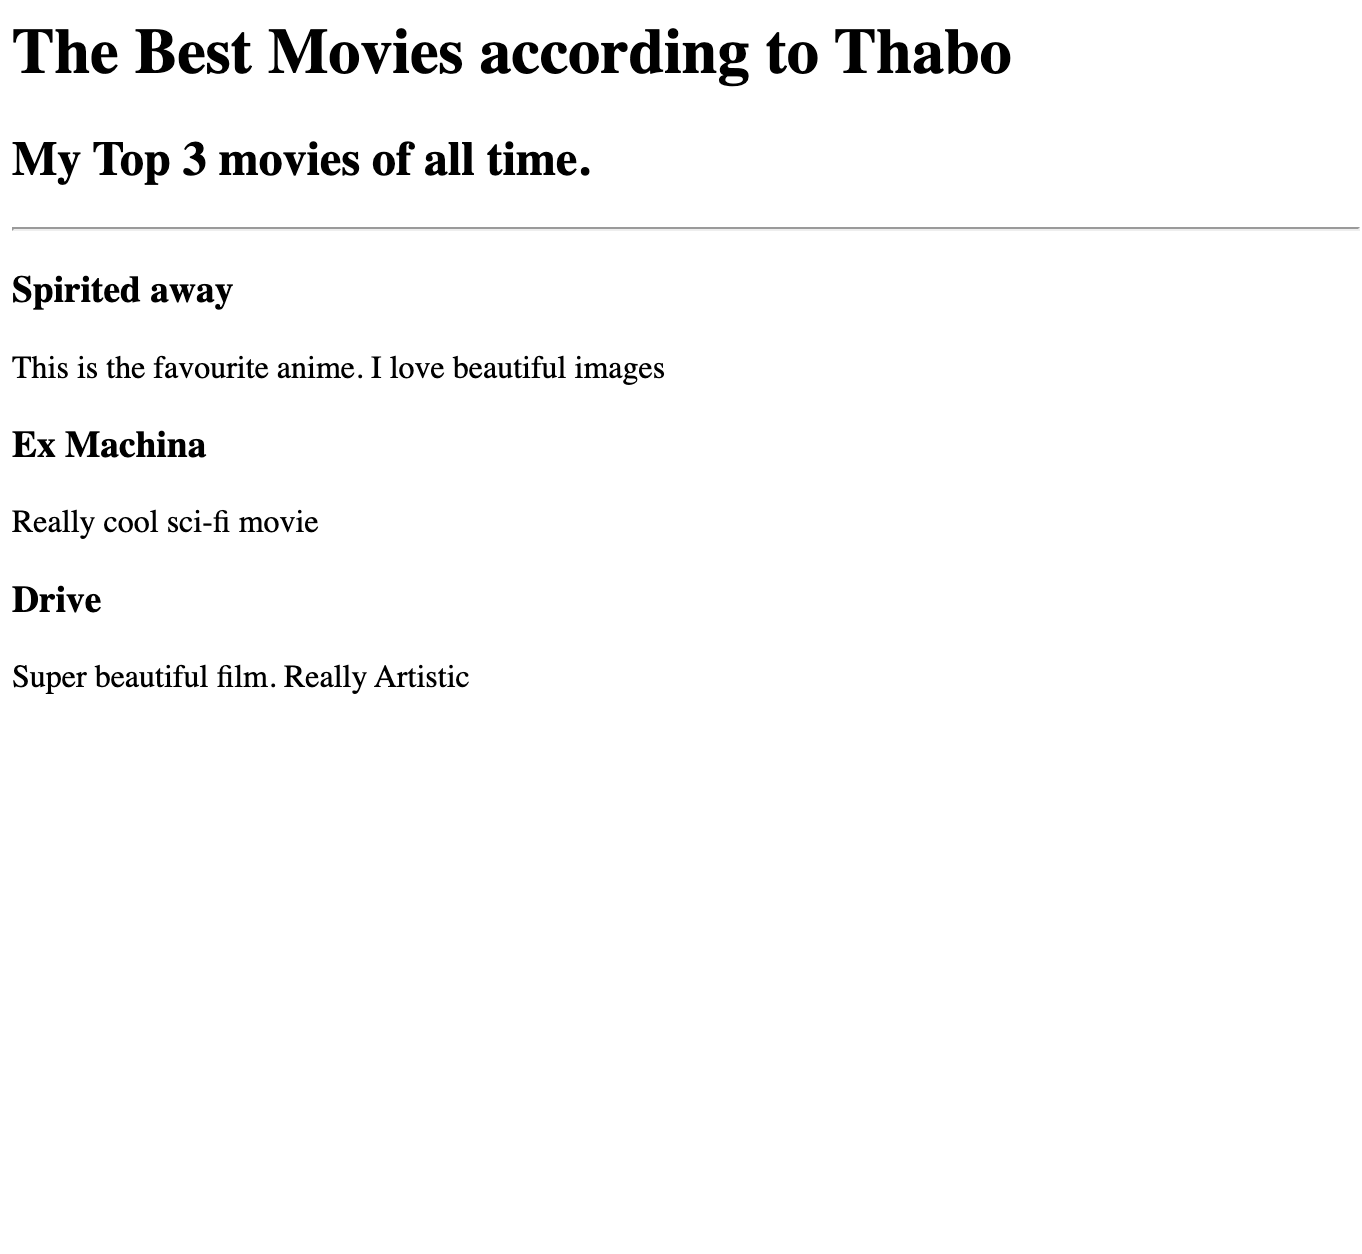 The Best Movies according to Thabo
My Top 3 movies of all time.
Spirited away
This is the favourite anime. I love beautiful images
Ex Machina
Really cool sci-fi movie
Drive
Super beautiful film. Really Artistic